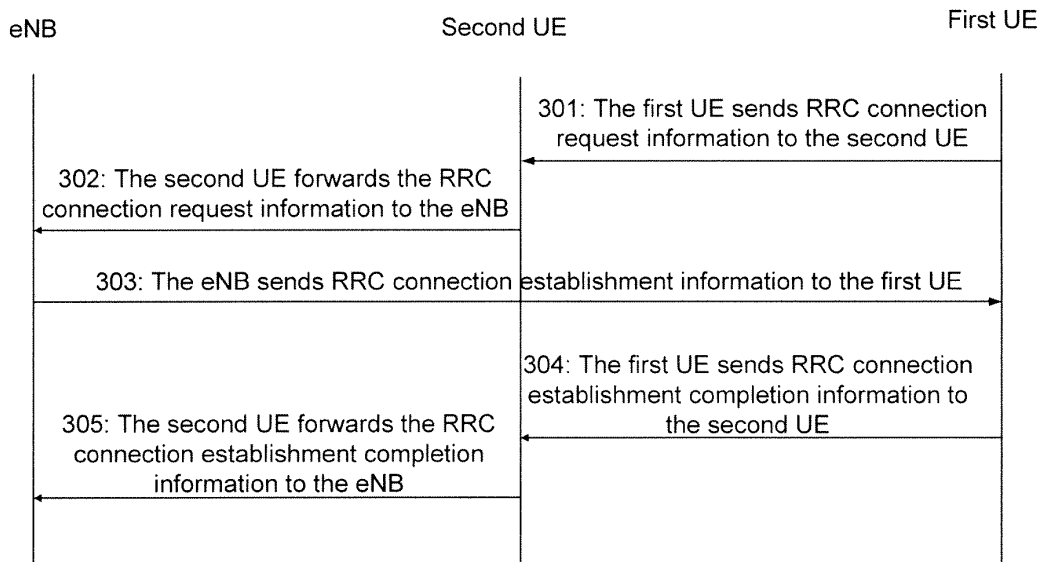 eNB
Second UE
First UE
301: The first UE sends RRC connection
request information to the second UE
302: The second UE forwards the RRC
connection request information to the eNB
303: The eNB sends RRC connection establishment information to the first UE
304: The first UE sends RRC connection
establishment completion information to
the second UE
305: The second UE forwards the RRC
connection establishment completion
information to the eNB